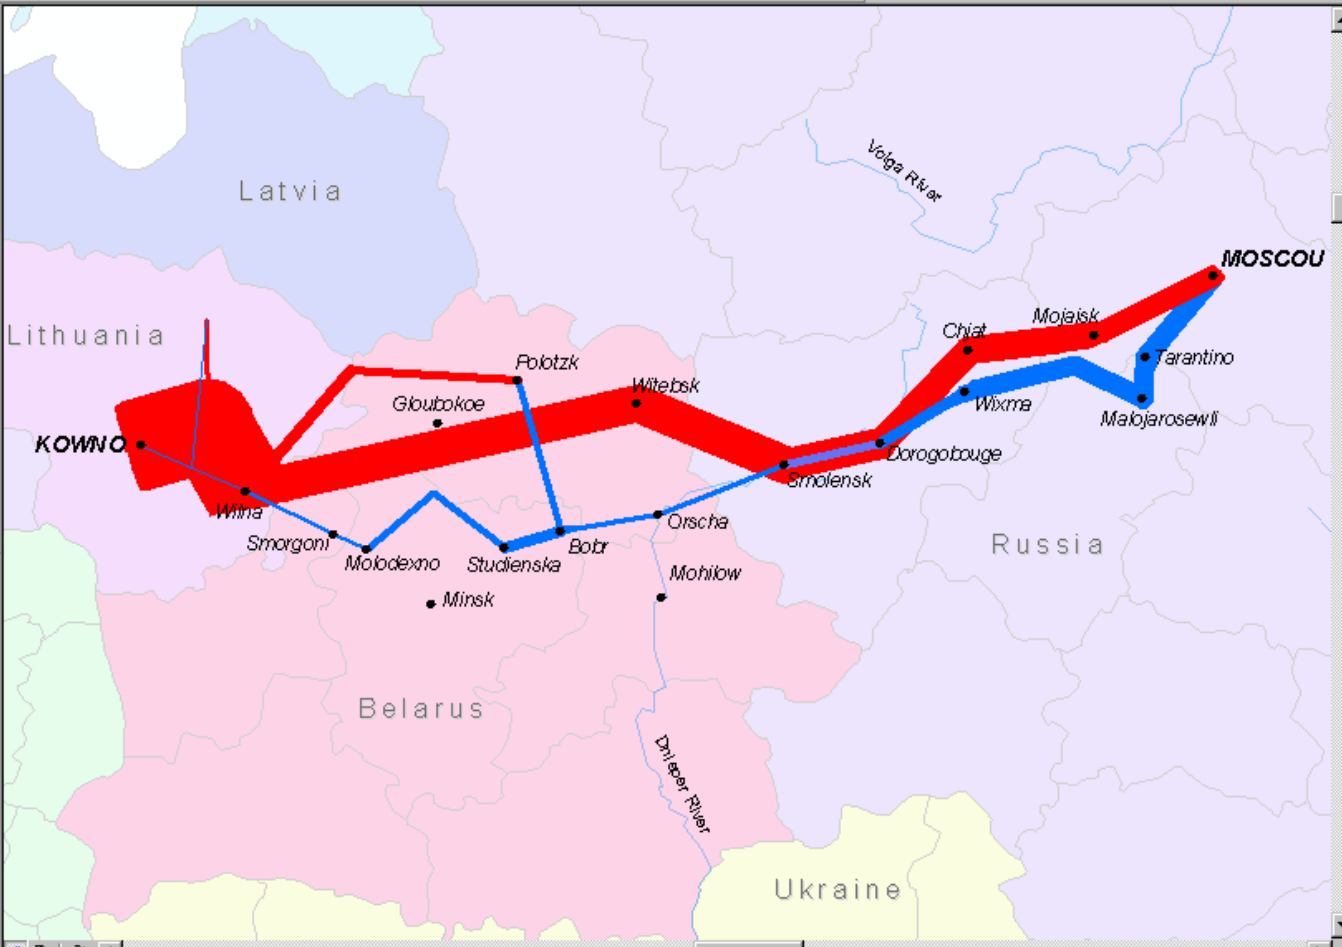 Volga River
Latvia
MOSCOU
Lithuania
Mojaisk
Chjat
Tarantino
Polotzk
Witebsk
Gloubokoe
Wixma
Malojarosewli
KOWNO
Dorogobouge
Smolensk
Wilna
Orscha
Smorgoni
Bobr
Russia
Molodexno
Studienska
Mohilow
Minsk
Belarus
Dnieper River
Ukraine